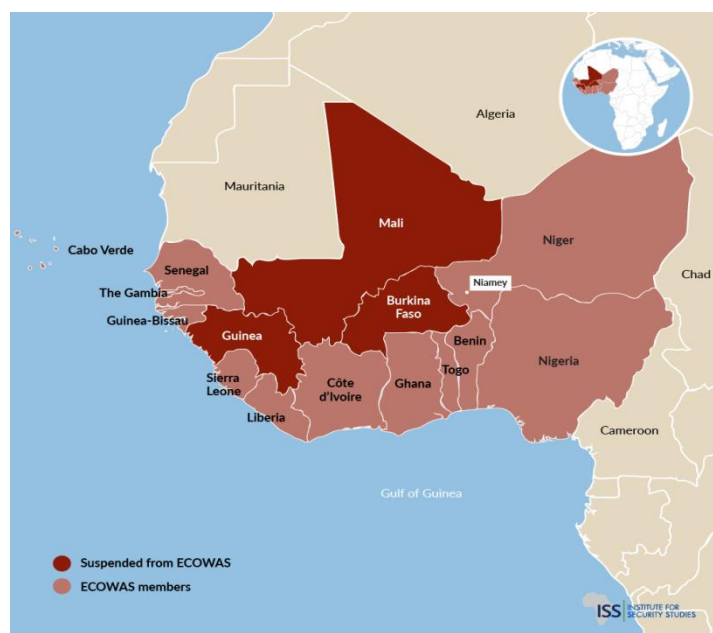 Algeria
Mauritania
Mali
Cabo Verde
Niger
Senegal
Chad
Niamey
The Gambia
Burkina
Faso
Guinea-Bissau
Guinea
Benin
Nigeria
Sierra
Leone
Côte
d'Ivoire
Ghana
Togo
Liberia
Cameroon
Gulf of Guinea
Suspended from ECOWAS
ECOWAS members
ISS
INSTITUTE FOR
SECURITY STUDIES